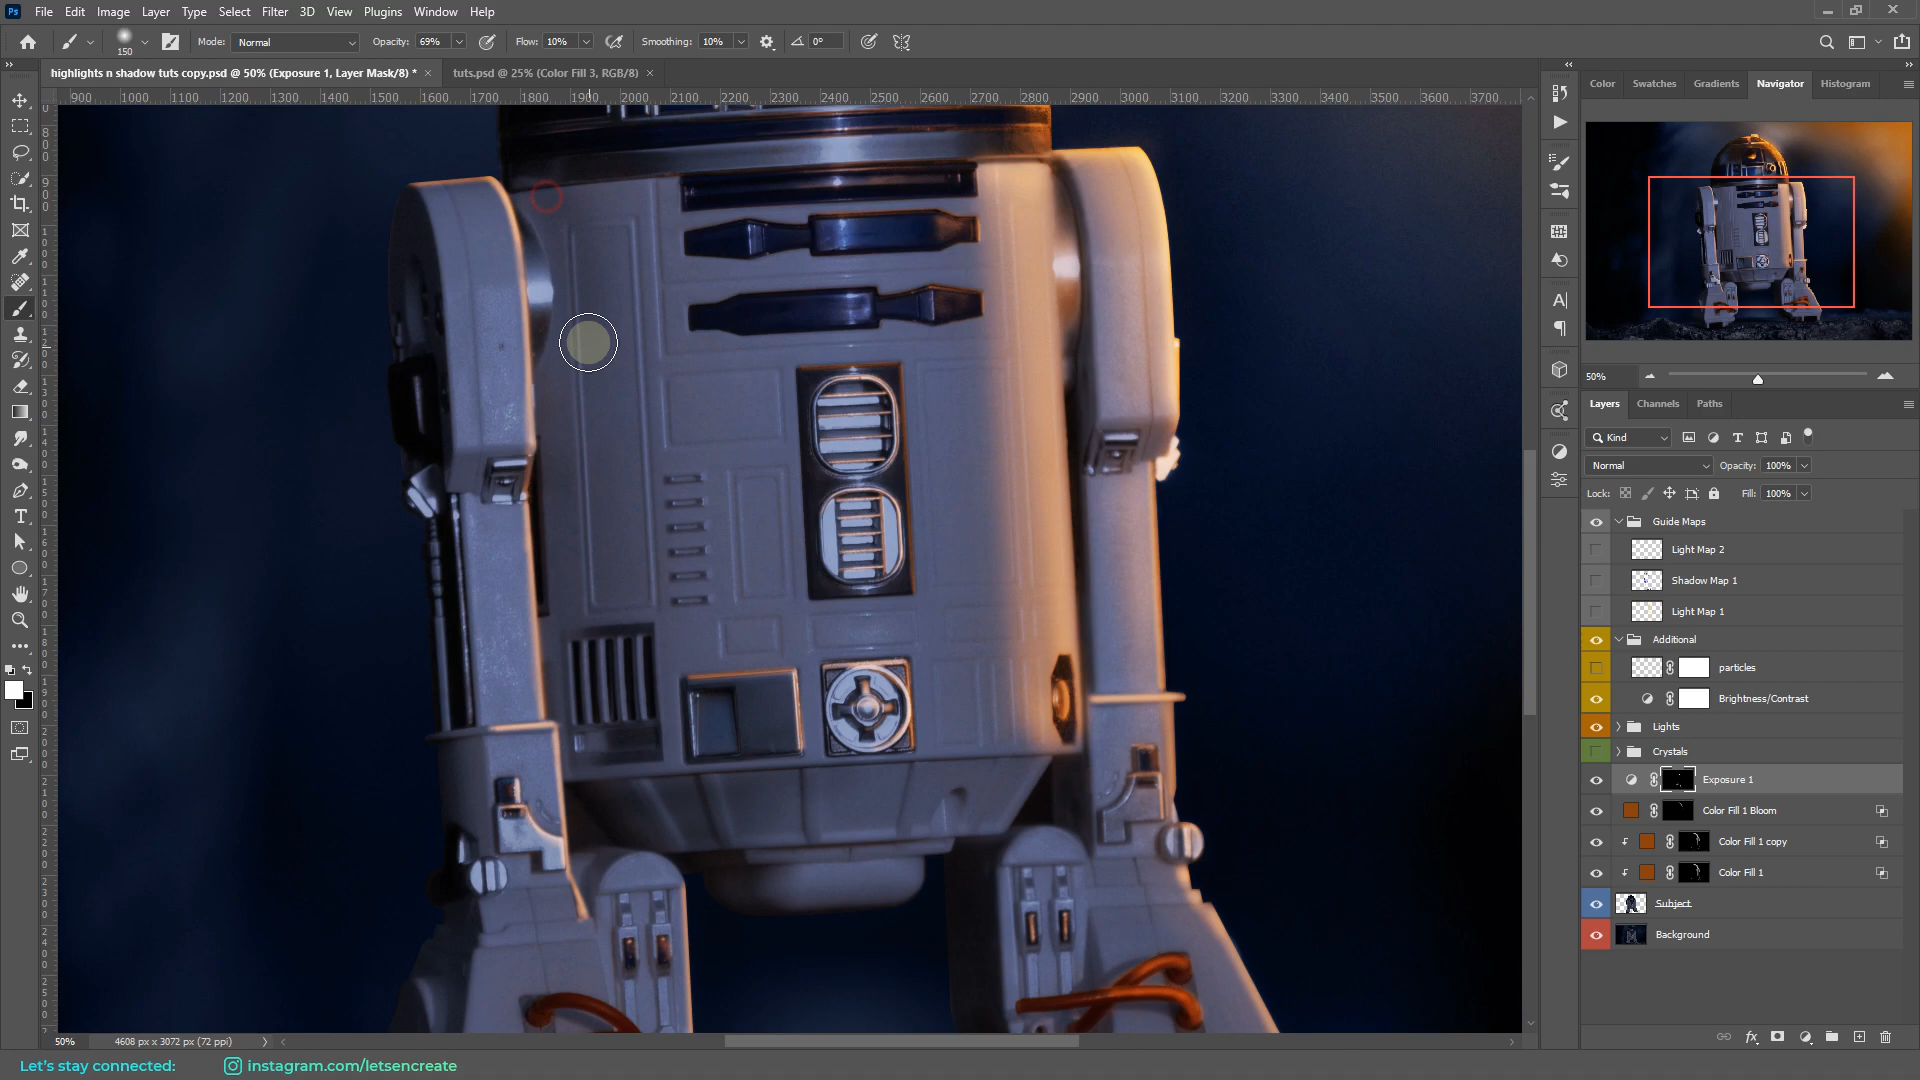 Ps File Edit Image Layer Type Select Filter 3D View Plugins Window Help
150 Mode: Normal Opacity: 69% Flow: 10% Smoothing: 10% 0°
highlights n shadow tuts copy.psd @ 50% (Exposure 1, Layer Mask/8) * × tuts.psd @ 25% (Color Fill 3, RGB/8) ×
900 1000 1100 1200 1300 1400 1500 1600 1700 1800 1900 2000 2100 2200 2300 2400 2500 2600 2700 2800 2900 3000 3100 3200 3300 3400 3500 3600 3700
Color Swatches Gradients Navigator Histogram
50%
Layers Channels Paths
Kind
Normal Opacity: 100%
Lock: Fill: 100%
Guide Maps
Light Map 2
Shadow Map 1
Light Map 1
Additional
particles
Brightness/Contrast
Lights
Crystals
Exposure 1
Color Fill 1 Bloom
Color Fill 1 copy
Color Fill 1
Subject
Background
50% 4608 px x 3072 px (72 ppi)
Let's stay connected: instagram.com/letsencreate